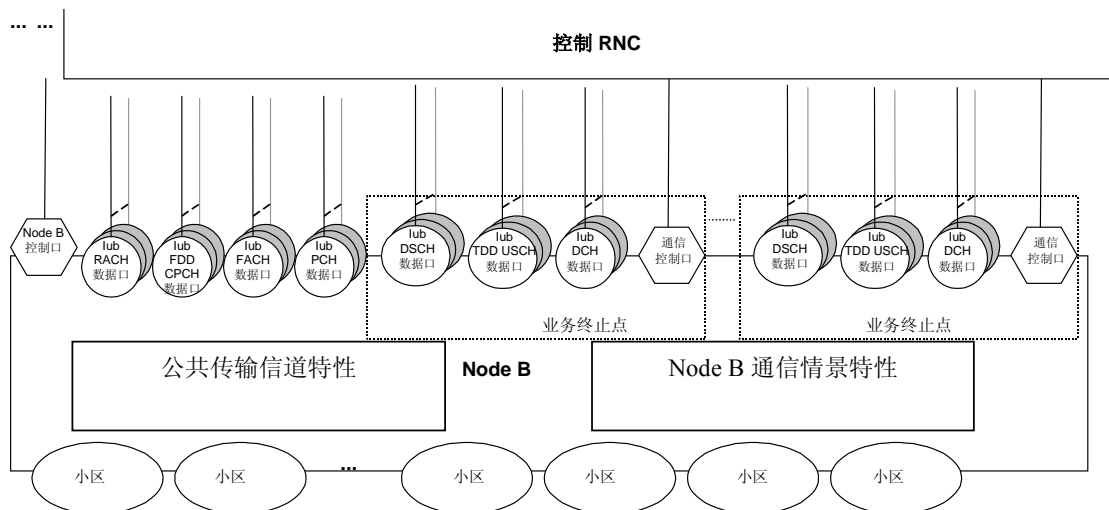 ... ...
控制 RNC
Node B
控制口
Iub
RACH
数据口
Iub
FDD
CPCH
数据口
Iub
FACH
数据口
Iub
PCH
数据口
Iub
DSCH
数据口
Iub
TDD USCH
数据口
Iub
DCH
数据口
通信
控制口
业务终止点
........
Iub
DSCH
数据口
Iub
TDD USCH
数据口
Iub
DCH
数据口
通信
控制口
业务终止点
公共传输信道特性
Node B
Node B 通信情景特性
小区
小区
...
小区
小区
小区
小区